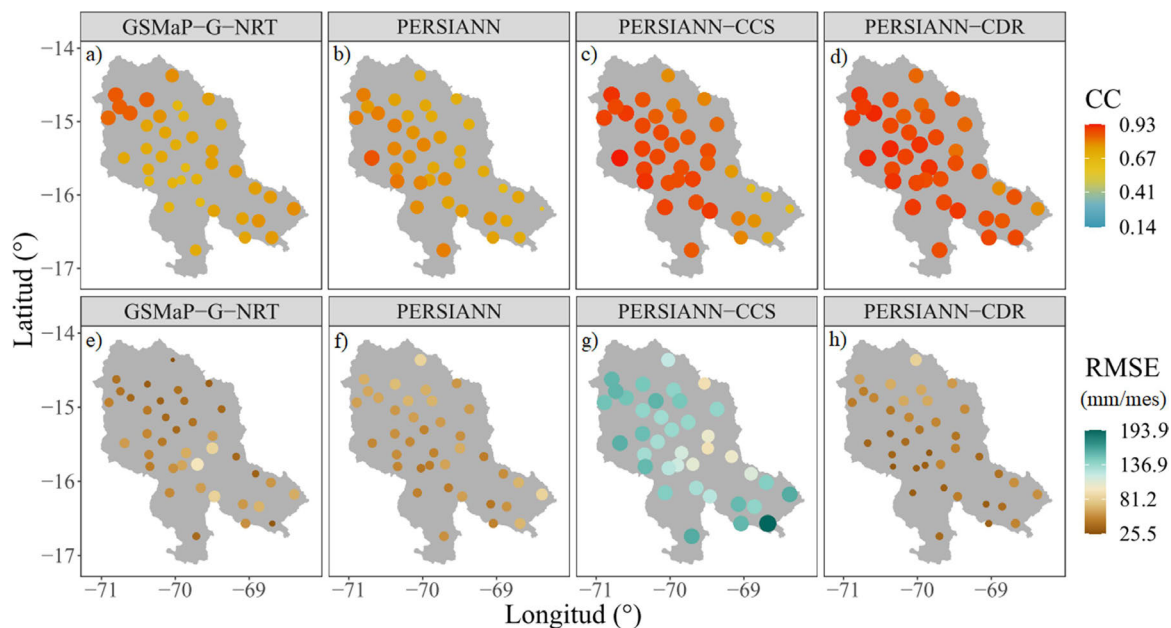 GSMaP−G−NRT PERSIANN PERSIANN−CCS PERSIANN−CDR
a) b) c) d)
−14
−15
−16
−17
CC
0.93
0.67
0.41
0.14
Latitud (°)
GSMaP−G−NRT PERSIANN PERSIANN−CCS PERSIANN−CDR
e) f) g) h)
−14
−15
−16
−17
RMSE
(mm/mes)
193.9
136.9
81.2
25.5
−71 −70 −69 −71 −70 −69 −71 −70 −69 −71 −70 −69
Longitud (°)